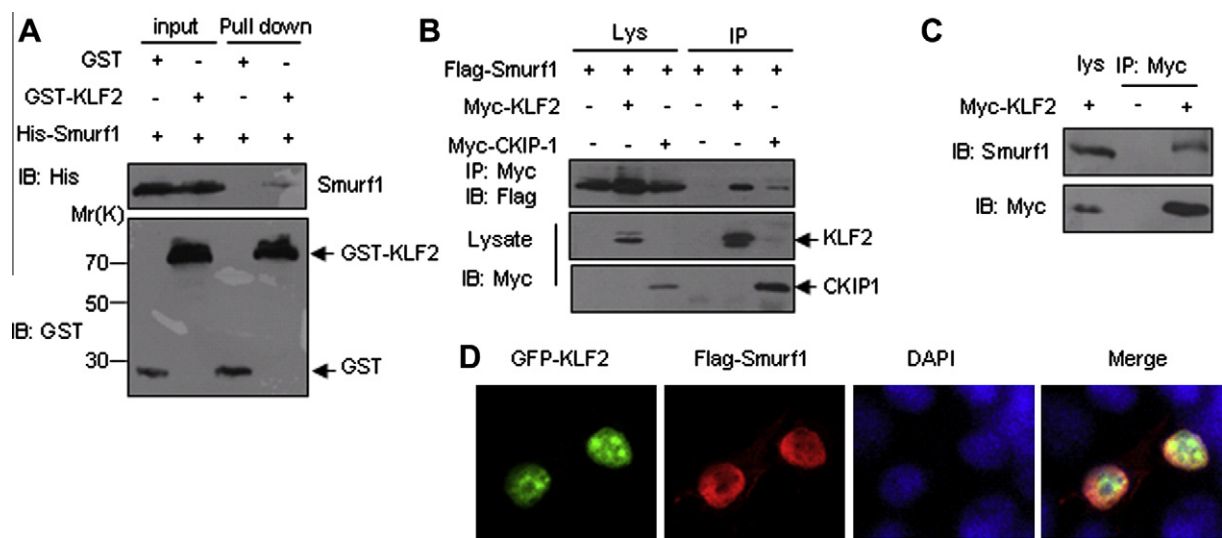 A
input Pull down
GST + - + -
GST-KLF2 - + - +
His-Smurf1 + + + +
IB: His
Smurf1
Mr(K)
70
GST-KLF2
50
IB: GST
30
GST
B
Lys IP
Flag-Smurf1 + + + + + +
Myc-KLF2 - + - - + -
Myc-CKIP-1 - - + - - +
IP: Myc
IB: Flag
Lysate
KLF2
IB: Myc
CKIP1
C
lys IP: Myc
Myc-KLF2 + - +
IB: Smurf1
IB: Myc
D
GFP-KLF2 Flag-Smurf1 DAPI Merge